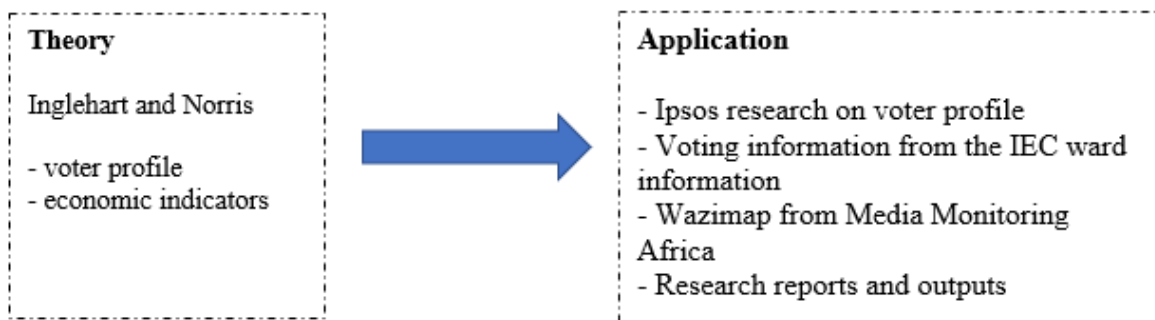 Theory
Inglehart and Norris
- voter profile
- economic indicators
Application
- Ipsos research on voter profile
- Voting information from the IEC ward
information
- Wazimap from Media Monitoring
Africa
- Research reports and outputs